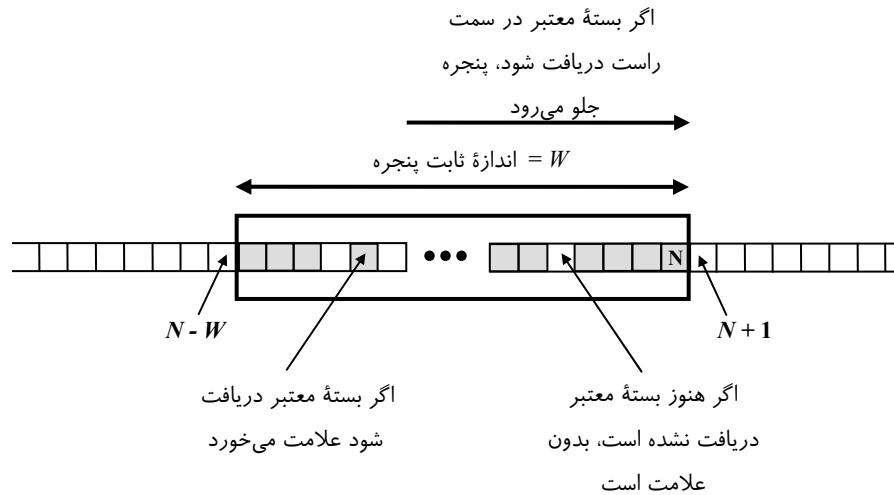 اگر بستهٔ معتبر در سمت
راست دریافت شود، پنجره
جلو می‌رود
اندازهٔ ثابت پنجره = W
N
N - W
N + 1
اگر بستهٔ معتبر دریافت
شود علامت می‌خورد
اگر هنوز بستهٔ معتبر
دریافت نشده است، بدون
علامت است